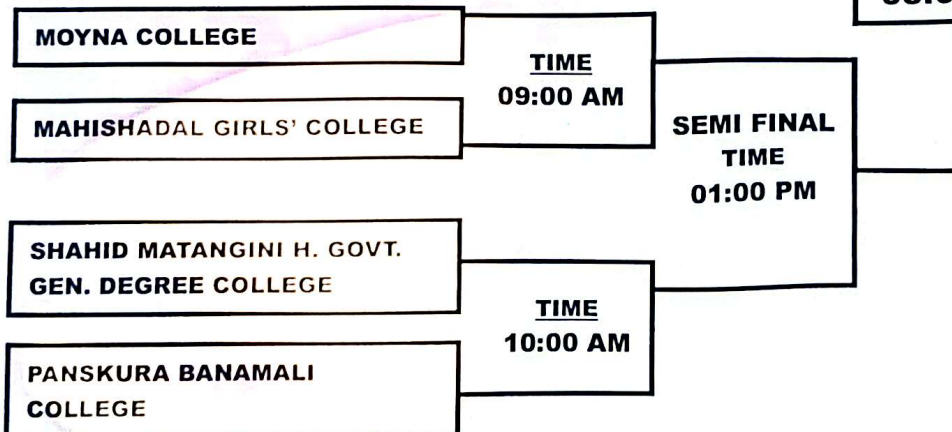 MOYNA COLLEGE
TIME
09:00 AM
MAHISHADAL GIRLS' COLLEGE
SEMI FINAL
TIME
01:00 PM
SHAHID MATANGINI H. GOVT.
GEN. DEGREE COLLEGE
TIME
10:00 AM
PANSKURA BANAMALI
COLLEGE